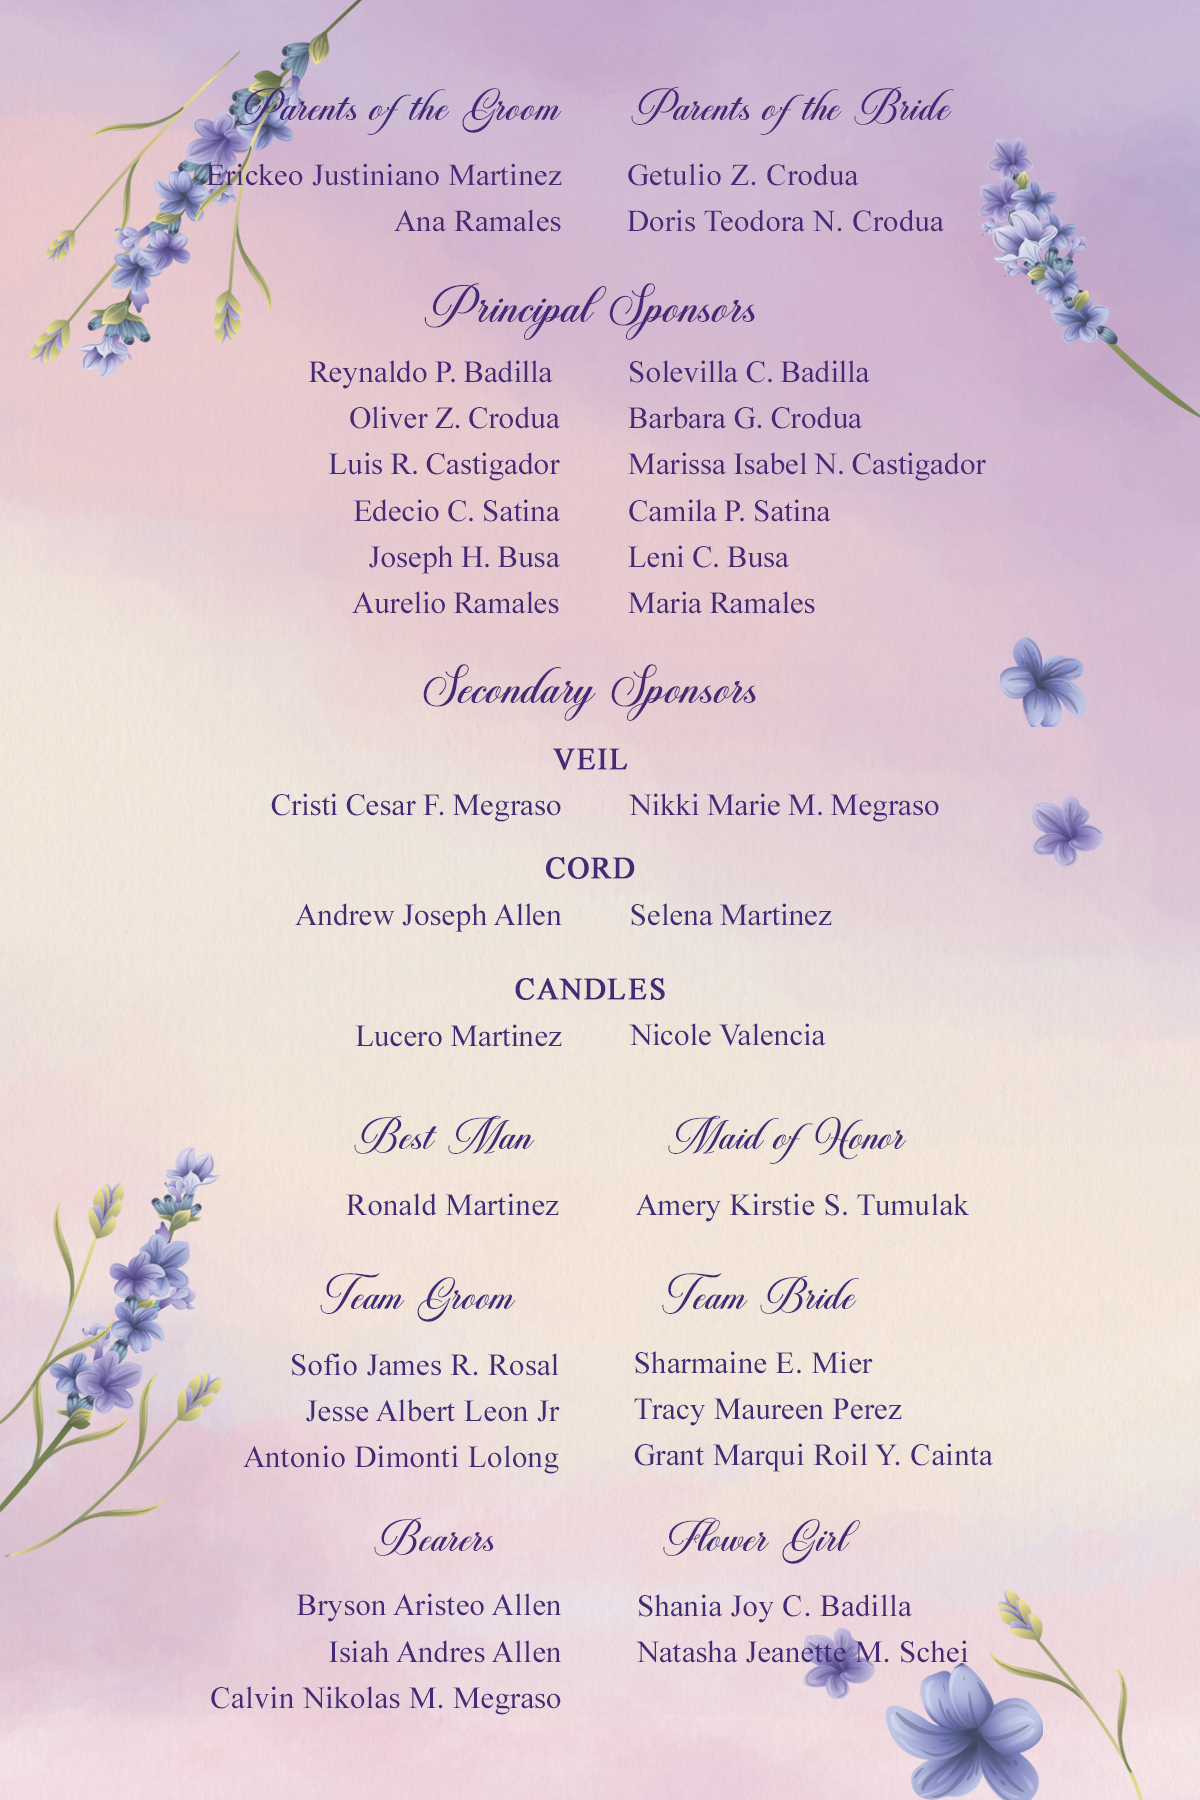 Parents of the Groom Parents of the Bride
Erickeo Justiniano Martinez Getulio Z. Crodua
Ana Ramales Doris Teodora N. Crodua
Principal Sponsors
Reynaldo P. Badilla Solevilla C. Badilla
Oliver Z. Crodua Barbara G. Crodua
Luis R. Castigador Marissa Isabel N. Castigador
Edecio C. Satina Camila P. Satina
Joseph H. Busa Leni C. Busa
Aurelio Ramales Maria Ramales
Secondary Sponsors
VEIL
Cristi Cesar F. Megraso Nikki Marie M. Megraso
CORD
Andrew Joseph Allen Selena Martinez
CANDLES
Lucero Martinez Nicole Valencia
Best Man Maid of Honor
Ronald Martinez Amery Kirstie S. Tumulak
Team Groom Team Bride
Sofio James R. Rosal Sharmaine E. Mier
Jesse Albert Leon Jr Tracy Maureen Perez
Antonio Dimonti Lolong Grant Marqui Roil Y. Cainta
Bearers Flower Girl
Bryson Aristeo Allen Shania Joy C. Badilla
Isiah Andres Allen Natasha Jeanette M. Schei
Calvin Nikolas M. Megraso